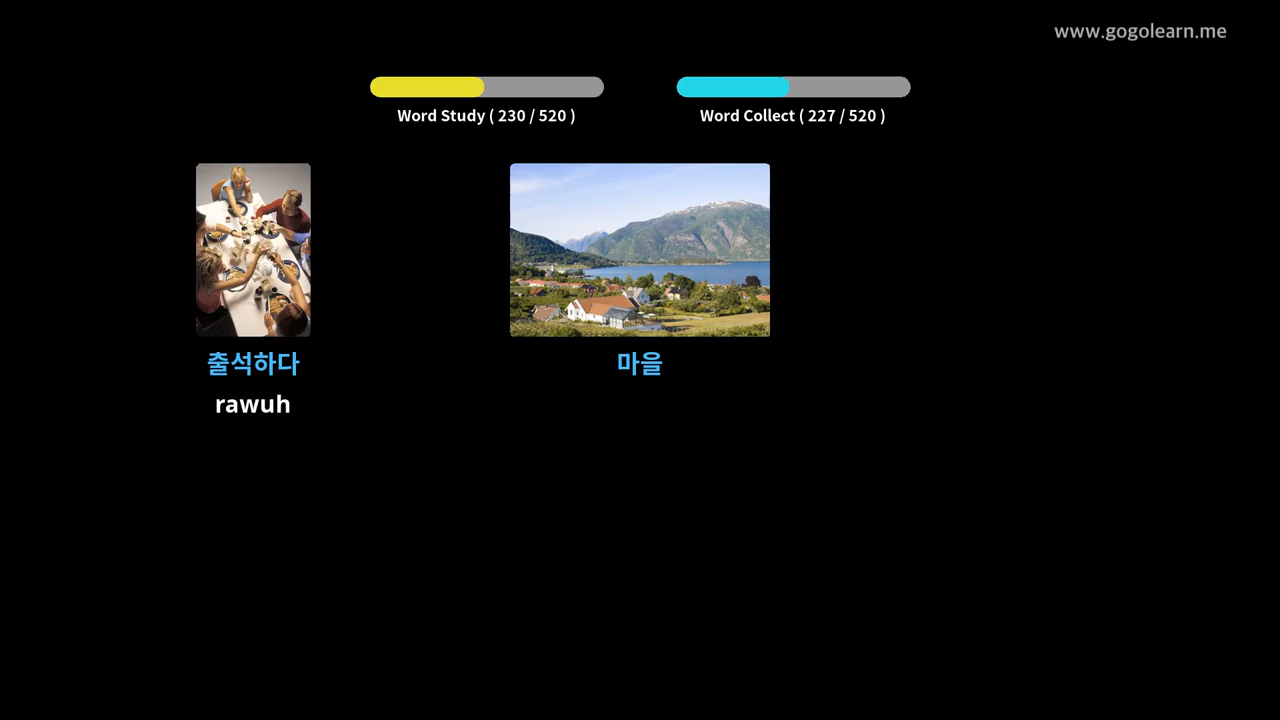 www.gogolearn.me
Word Study ( 230 / 520 )
Word Collect ( 227 / 520 )
출석하다
마을
rawuh